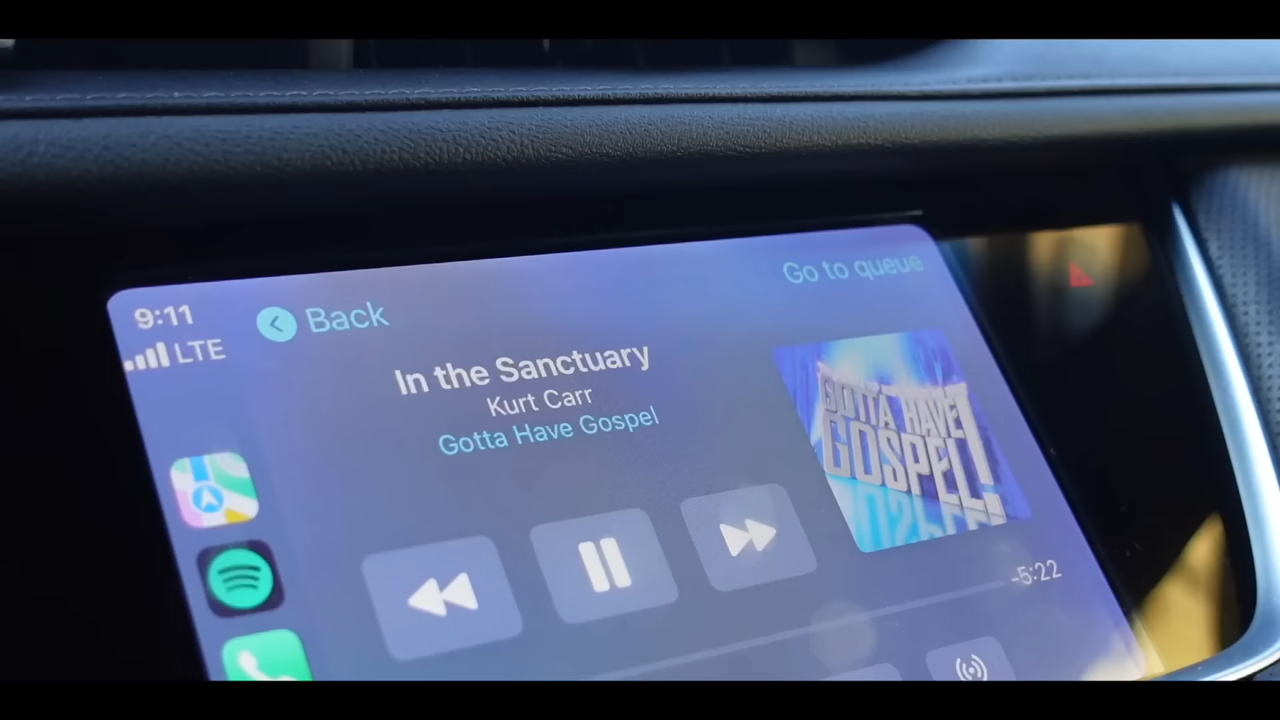 9:11
LTE
Back
Go to queue
In the Sanctuary
Kurt Carr
Gotta Have Gospel
GOTTA HAVE
GOSPEL!
-5:22